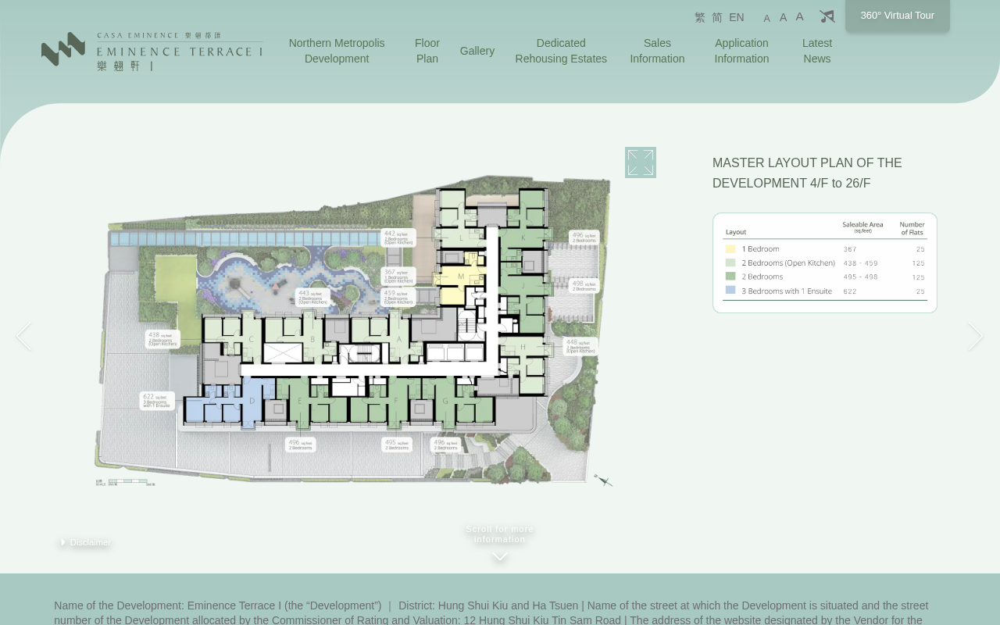 繁 简 EN A A A 360° Virtual Tour
CASA EMINENCE 樂翹都匯
EMINENCE TERRACE I
樂翹軒 I
Northern Metropolis
Development
Floor
Plan
Gallery
Dedicated
Rehousing Estates
Sales
Information
Application
Information
Latest
News
MASTER LAYOUT PLAN OF THE
DEVELOPMENT 4/F to 26/F
Layout Saleable Area (sq.feet) Number of Flats
1 Bedroom 367 25
2 Bedrooms (Open Kitchen) 438 - 459 125
2 Bedrooms 495 - 498 125
3 Bedrooms with 1 Ensuite 622 25
442 sq.feet
2 Bedrooms
(Open Kitchen)
L
K
496 sq.feet
2 Bedrooms
367 sq.feet
1 Bedroom
(Open Kitchen)
M
J
498 sq.feet
2 Bedrooms
443 sq.feet
2 Bedrooms
(Open Kitchen)
459 sq.feet
2 Bedrooms
(Open Kitchen)
438 sq.feet
2 Bedrooms
(Open Kitchen)
C
B
A
H
448 sq.feet
2 Bedrooms
(Open Kitchen)
622 sq.feet
3 Bedrooms
with 1 Ensuite
D
E
F
G
496 sq.feet
2 Bedrooms
495 sq.feet
2 Bedrooms
496 sq.feet
2 Bedrooms
N
Disclaimer
Scroll for more
information
Name of the Development: Eminence Terrace I (the “Development”) ｜ District: Hung Shui Kiu and Ha Tsuen | Name of the street at which the Development is situated and the street
number of the Development allocated by the Commissioner of Rating and Valuation: 12 Hung Shui Kiu Tin Sam Road | The address of the website designated by the Vendor for the